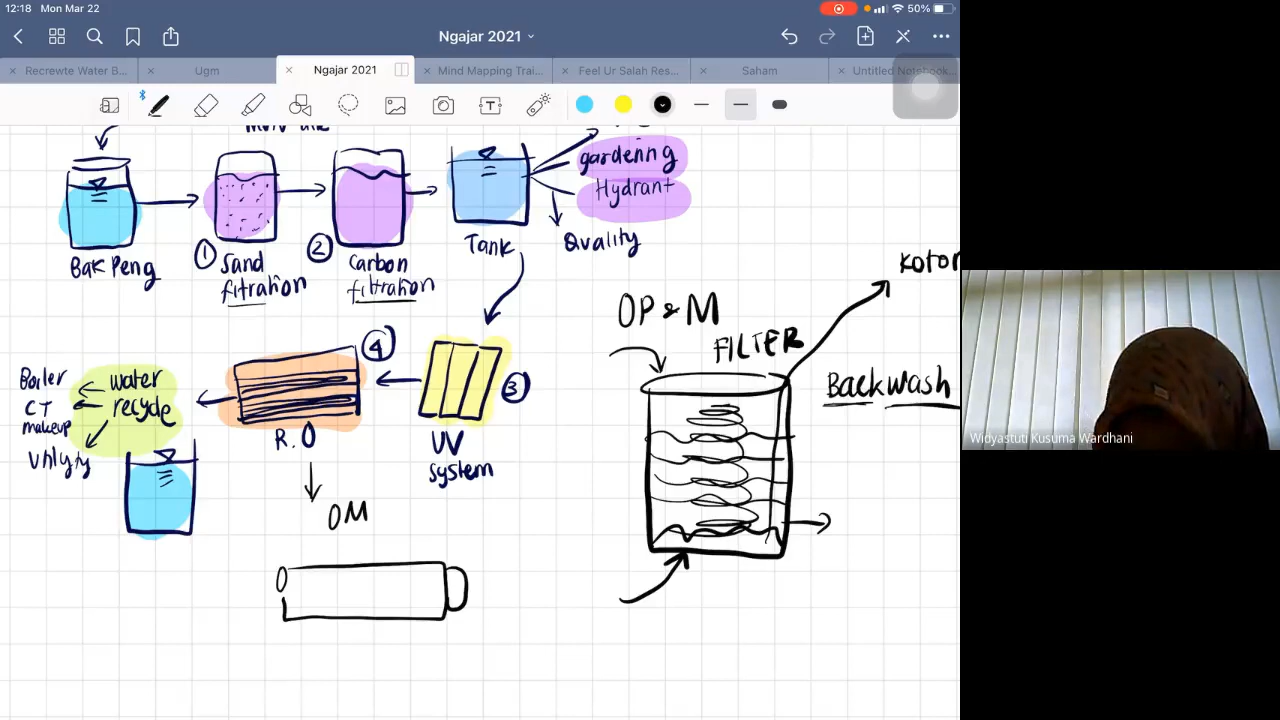 12:18 Mon Mar 22
50%
Ngajar 2021
Recrewte Water B...
Ugm
Ngajar 2021
Mind Mapping Trai...
Feel Ur Salah Res...
Saham
Untitled Notebook...
gardening
Hydrant
Quality
Bak Peng
1
Sand
filtration
2
Carbon
filtration
Tank
Kotor
OP & M
FILTER
Backwash
4
3
R.O
UV
system
water
recycle
Boiler
CT
makeup
Utility
OM
Widyastuti Kusuma Wardhani